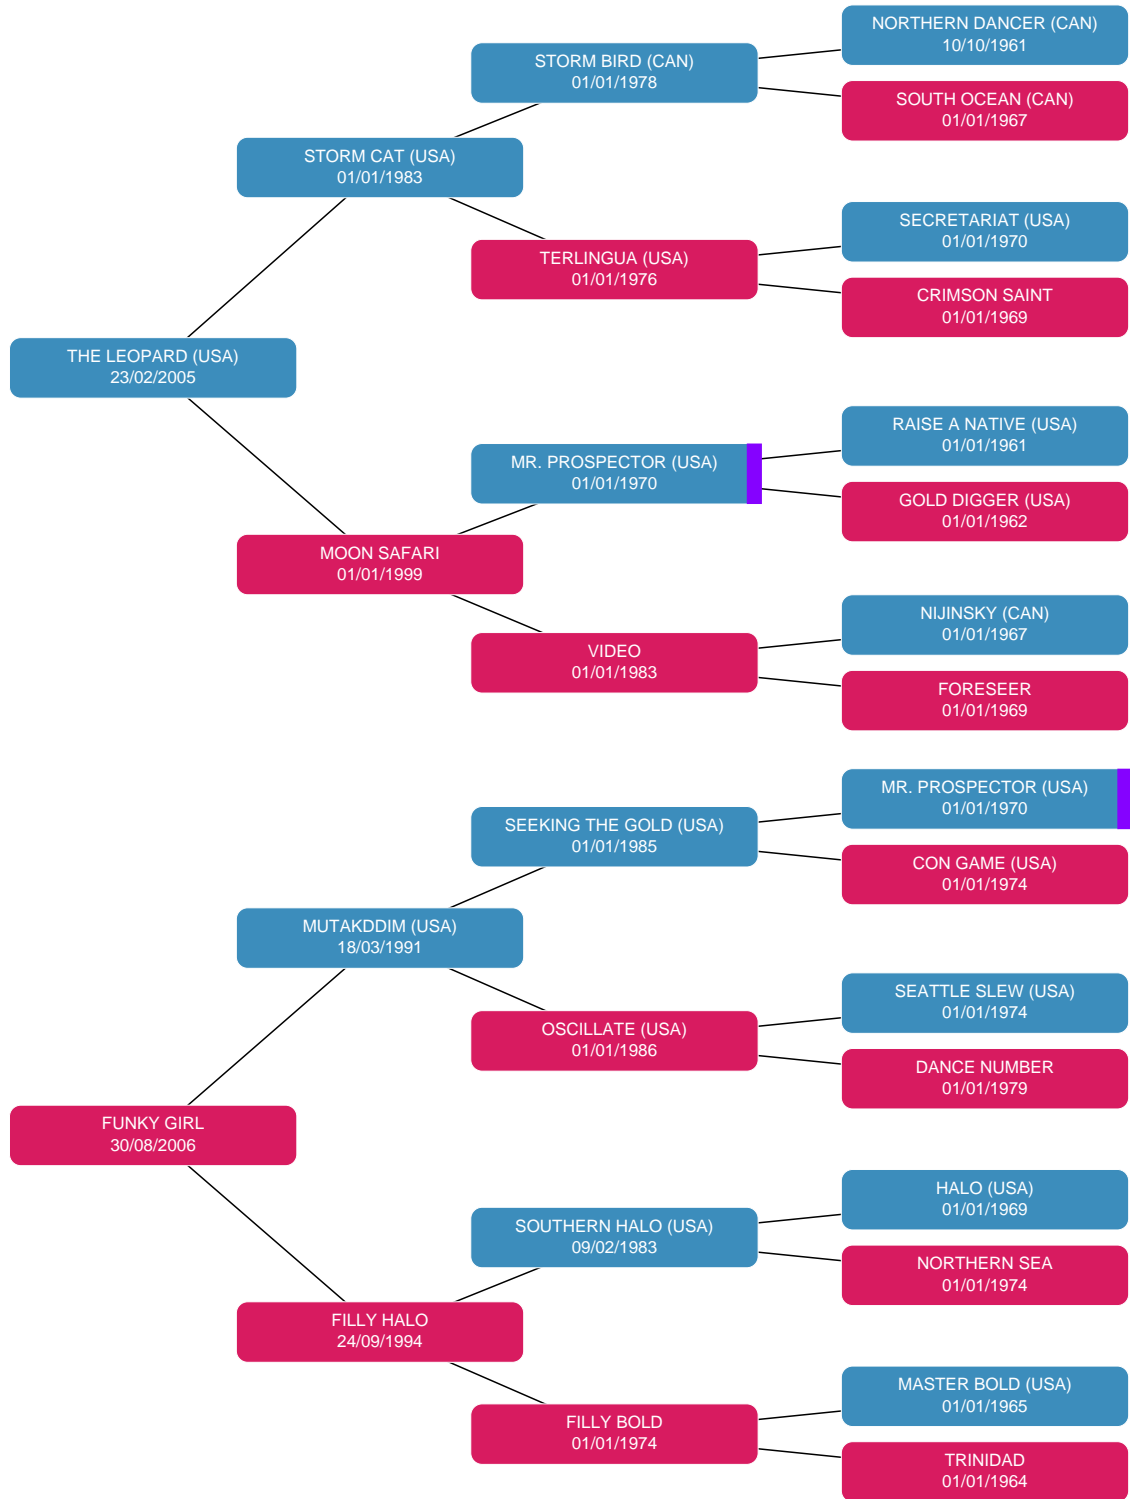 NORTHERN DANCER (CAN)
10/10/1961
STORM BIRD (CAN)
01/01/1978
SOUTH OCEAN (CAN)
01/01/1967
STORM CAT (USA)
01/01/1983
SECRETARIAT (USA)
01/01/1970
TERLINGUA (USA)
01/01/1976
CRIMSON SAINT
01/01/1969
THE LEOPARD (USA)
23/02/2005
RAISE A NATIVE (USA)
01/01/1961
MR. PROSPECTOR (USA)
01/01/1970
GOLD DIGGER (USA)
01/01/1962
MOON SAFARI
01/01/1999
NIJINSKY (CAN)
01/01/1967
VIDEO
01/01/1983
FORESEER
01/01/1969
MR. PROSPECTOR (USA)
01/01/1970
SEEKING THE GOLD (USA)
01/01/1985
CON GAME (USA)
01/01/1974
MUTAKDDIM (USA)
18/03/1991
SEATTLE SLEW (USA)
01/01/1974
OSCILLATE (USA)
01/01/1986
DANCE NUMBER
01/01/1979
FUNKY GIRL
30/08/2006
HALO (USA)
01/01/1969
SOUTHERN HALO (USA)
09/02/1983
NORTHERN SEA
01/01/1974
FILLY HALO
24/09/1994
MASTER BOLD (USA)
01/01/1965
FILLY BOLD
01/01/1974
TRINIDAD
01/01/1964